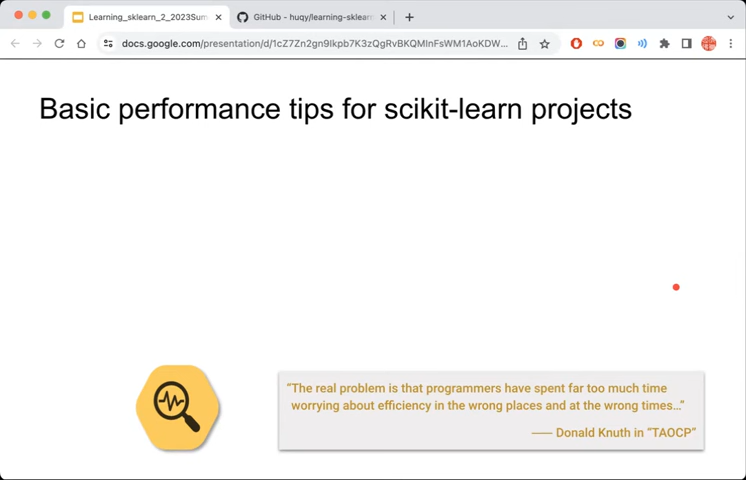 Learning_sklearn_2_2023Sum
GitHub - huqy/learning-sklearn
docs.google.com/presentation/d/1cZ7Zn2gn9Ikpb7K3zQgRvBKQMInFsWM1AoKDW...
Basic performance tips for scikit-learn projects
“The real problem is that programmers have spent far too much time
worrying about efficiency in the wrong places and at the wrong times...”
—— Donald Knuth in “TAOCP”